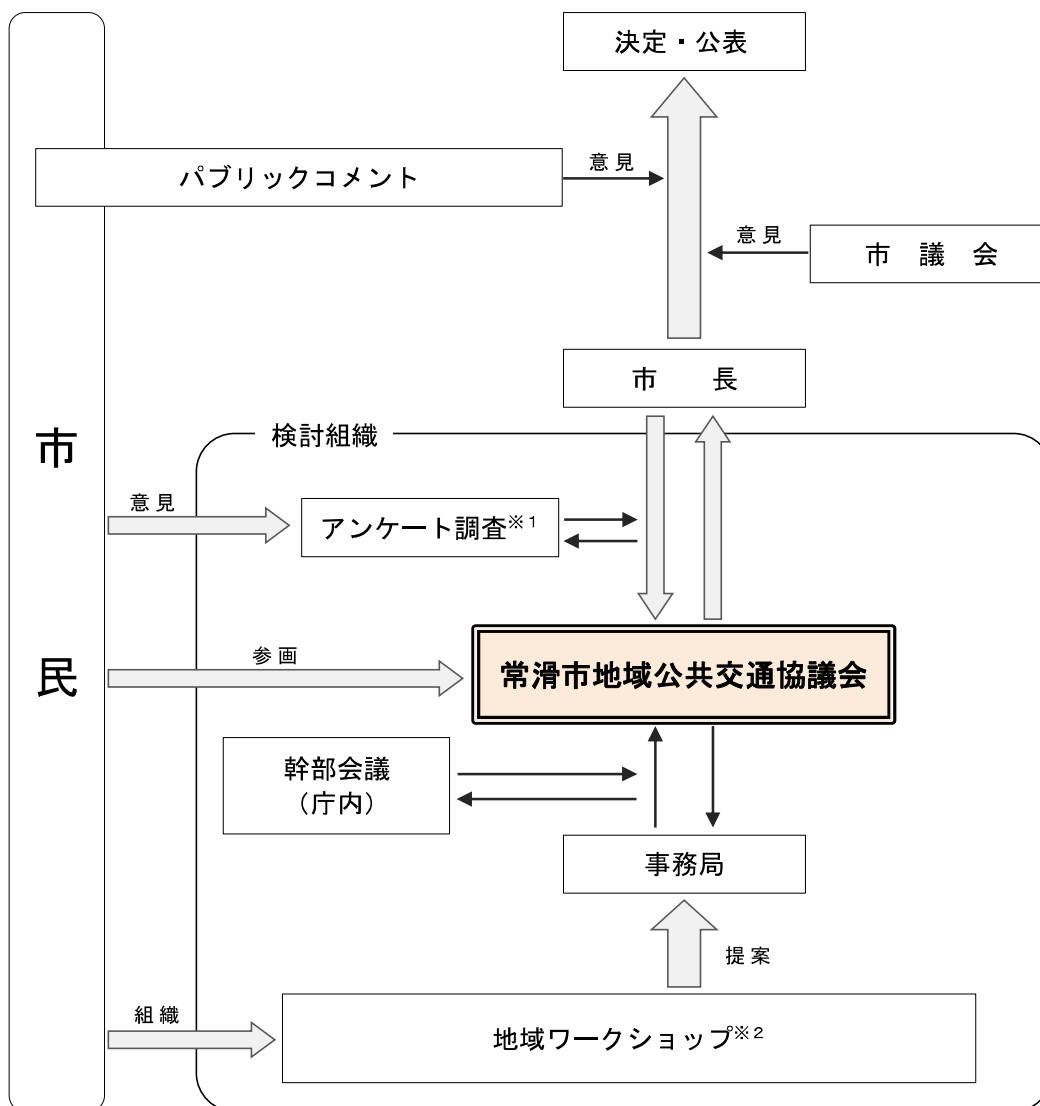 決定・公表
パブリックコメント
意見
意見
市　議　会
市　　長
市
民
検討組織
意見
アンケート調査※1
参画
常滑市地域公共交通協議会
幹部会議
（庁内）
事務局
提案
組織
地域ワークショップ※2